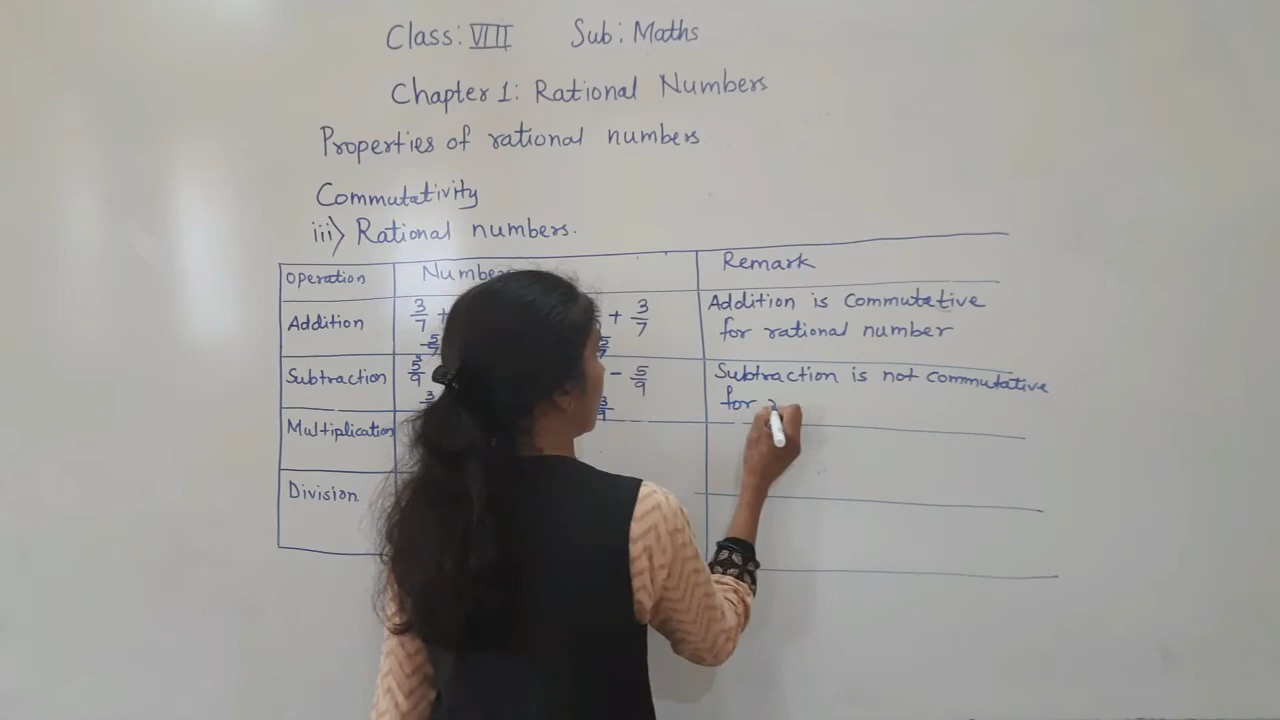 Class: VIII Sub: Maths
Chapter 1: Rational Numbers
Properties of rational numbers
Commutativity
iii) Rational numbers.
Operation Remark
Addition 3/7 + + 3/7 Addition is commutetive
for rational number
Subtraction 5/9 - 5/9 Subtraction is not commutative
for
Multiplication
Division